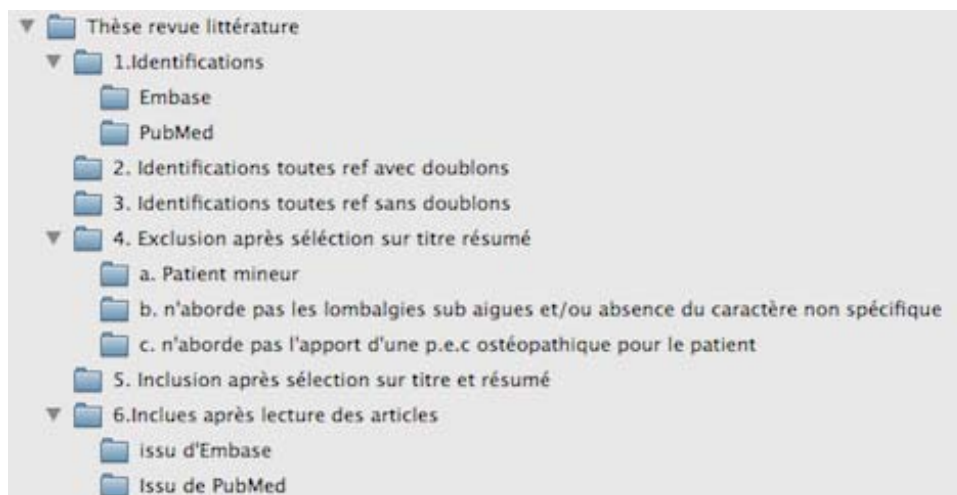 Thèse revue littérature
1.Identifications
Embase
PubMed
2. Identifications toutes ref avec doublons
3. Identifications toutes ref sans doublons
4. Exclusion après séléction sur titre résumé
a. Patient mineur
b. n'aborde pas les lombalgies sub aigues et/ou absence du caractère non spécifique
c. n'aborde pas l'apport d'une p.e.c ostéopathique pour le patient
5. Inclusion après sélection sur titre et résumé
6.Inclues après lecture des articles
issu d'Embase
Issu de PubMed